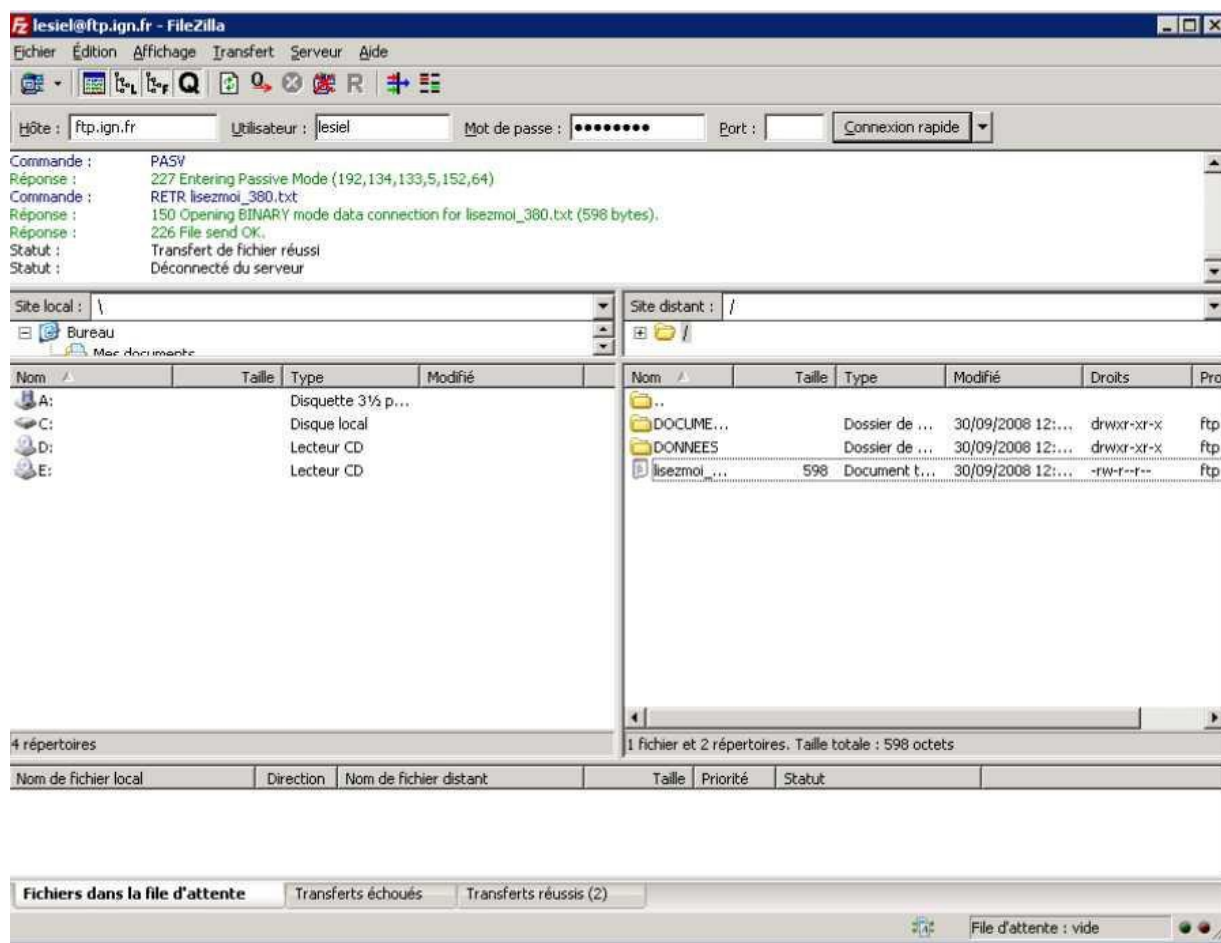 lesiel@ftp.ign.fr - FileZilla
Fichier Édition Affichage Transfert Serveur Aide
Hôte : ftp.ign.fr Utilisateur : lesiel Mot de passe : •••••••• Port : Connexion rapide
Commande : PASV
Réponse : 227 Entering Passive Mode (192,134,133,5,152,64)
Commande : RETR lisezmoi_380.txt
Réponse : 150 Opening BINARY mode data connection for lisezmoi_380.txt (598 bytes).
Réponse : 226 File send OK.
Statut : Transfert de fichier réussi
Statut : Déconnecté du serveur
Site local : \
Bureau
Mes documents
Nom Taille Type Modifié
A: Disquette 3½ p...
C: Disque local
D: Lecteur CD
E: Lecteur CD
4 répertoires
Site distant : /
/
Nom Taille Type Modifié Droits Pro
..
DOCUME... Dossier de ... 30/09/2008 12:... drwxr-xr-x ftp
DONNEES Dossier de ... 30/09/2008 12:... drwxr-xr-x ftp
lisezmoi_... 598 Document t... 30/09/2008 12:... -rw-r--r-- ftp
1 fichier et 2 répertoires. Taille totale : 598 octets
Nom de fichier local Direction Nom de fichier distant Taille Priorité Statut
Fichiers dans la file d'attente Transferts échoués Transferts réussis (2)
File d'attente : vide